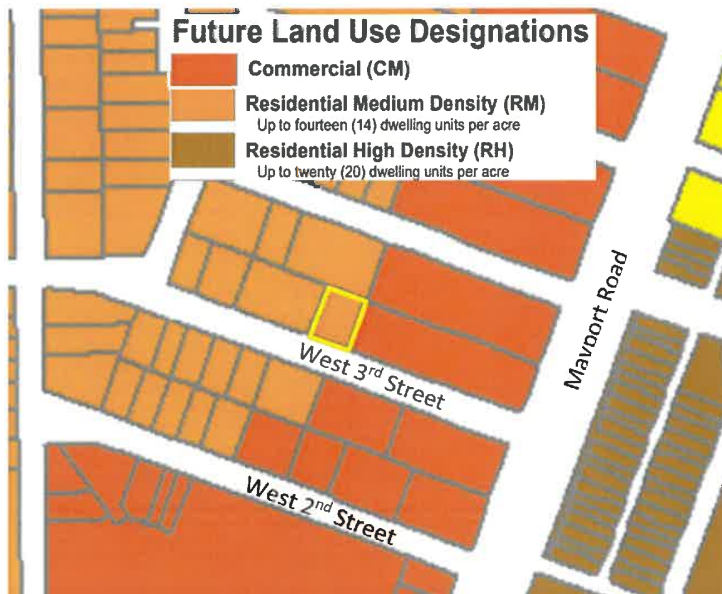 Future Land Use Designations
Commercial (CM)
Residential Medium Density (RM)
Up to fourteen (14) dwelling units per acre
Residential High Density (RH)
Up to twenty (20) dwelling units per acre
Mayport Road
West 3rd Street
West 2nd Street